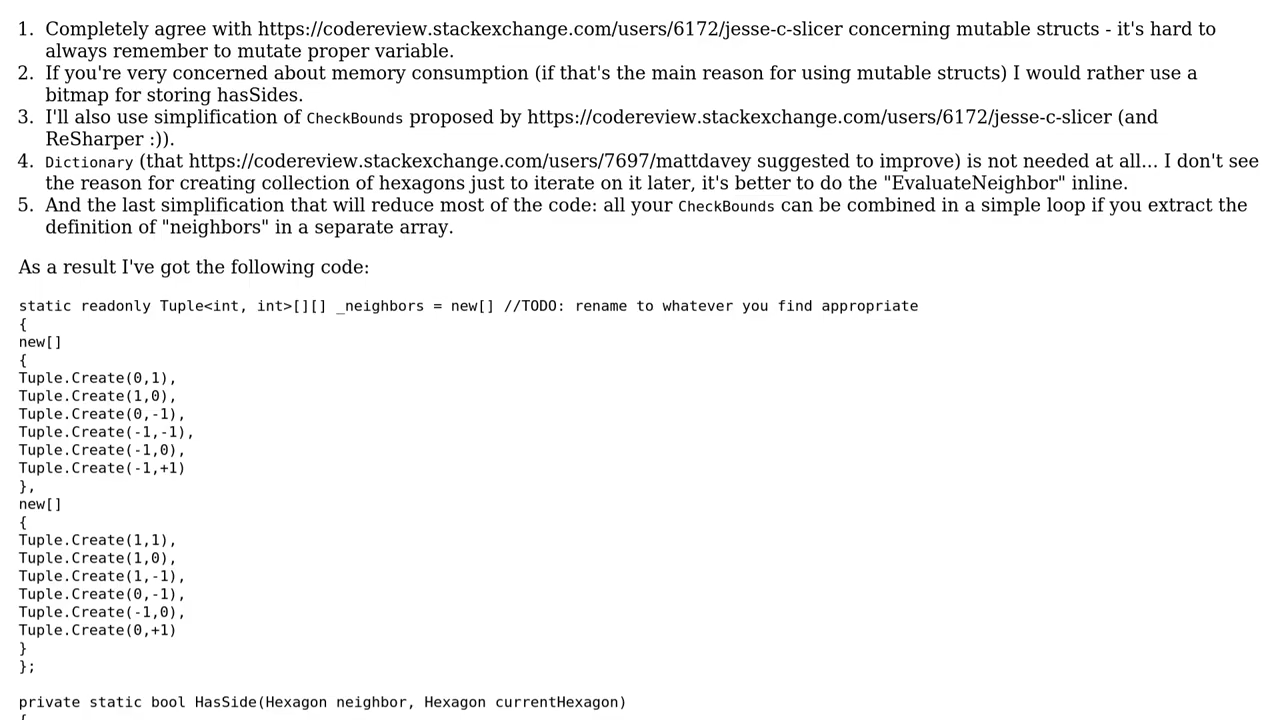 1. Completely agree with https://codereview.stackexchange.com/users/6172/jesse-c-slicer concerning mutable structs - it's hard to
always remember to mutate proper variable.
2. If you're very concerned about memory consumption (if that's the main reason for using mutable structs) I would rather use a
bitmap for storing hasSides.
3. I'll also use simplification of CheckBounds proposed by https://codereview.stackexchange.com/users/6172/jesse-c-slicer (and
ReSharper :)).
4. Dictionary (that https://codereview.stackexchange.com/users/7697/mattdavey suggested to improve) is not needed at all... I don't see
the reason for creating collection of hexagons just to iterate on it later, it's better to do the "EvaluateNeighbor" inline.
5. And the last simplification that will reduce most of the code: all your CheckBounds can be combined in a simple loop if you extract the
definition of "neighbors" in a separate array.
As a result I've got the following code:
static readonly Tuple<int, int>[][] _neighbors = new[] //TODO: rename to whatever you find appropriate
{
new[]
{
Tuple.Create(0,1),
Tuple.Create(1,0),
Tuple.Create(0,-1),
Tuple.Create(-1,-1),
Tuple.Create(-1,0),
Tuple.Create(-1,+1)
},
new[]
{
Tuple.Create(1,1),
Tuple.Create(1,0),
Tuple.Create(1,-1),
Tuple.Create(0,-1),
Tuple.Create(-1,0),
Tuple.Create(0,+1)
}
};
private static bool HasSide(Hexagon neighbor, Hexagon currentHexagon)
{